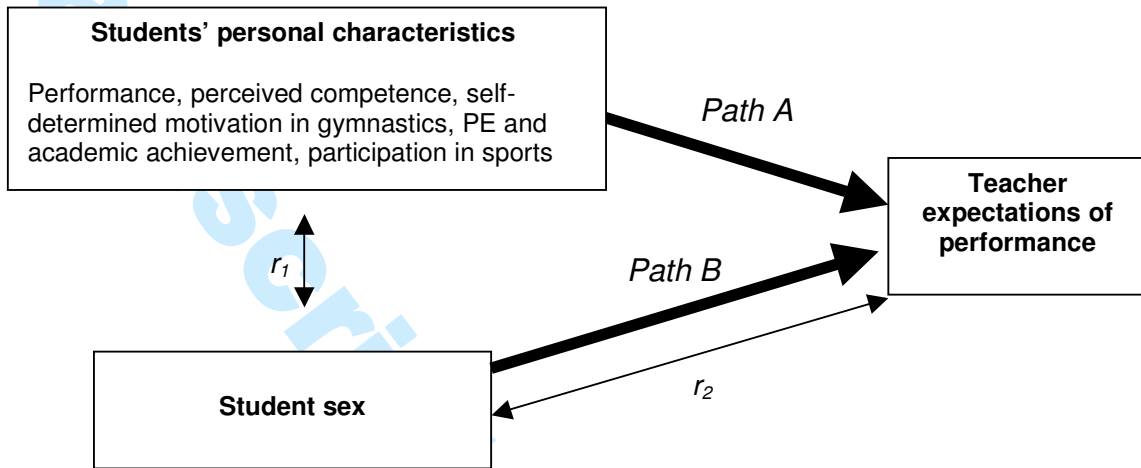 Students' personal characteristics
Performance, perceived competence, self-
determined motivation in gymnastics, PE and
academic achievement, participation in sports
Path A
Teacher
expectations of
performance
r₁
Path B
r₂
Student sex